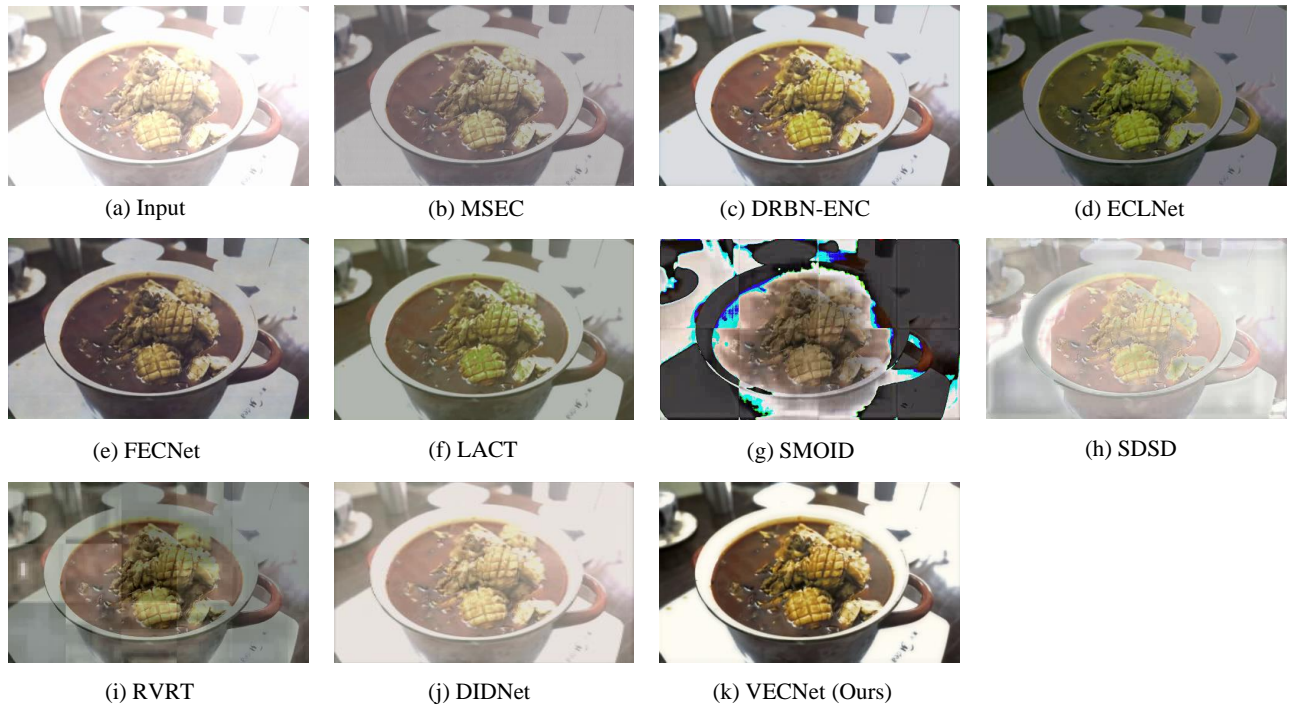 (a) Input
(b) MSEC
(c) DRBN-ENC
(d) ECLNet
(e) FECNet
(f) LACT
(g) SMOID
(h) SDSD
(i) RVRT
(j) DIDNet
(k) VECNet (Ours)